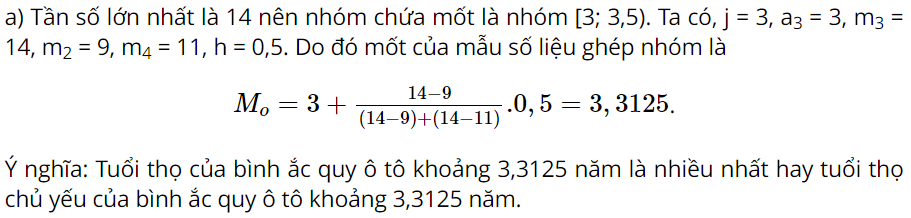 a) Tần số lớn nhất là 14 nên nhóm chứa mốt là nhóm [3; 3,5). Ta có, j = 3, a₃ = 3, m₃ =
14, m₂ = 9, m₄ = 11, h = 0,5. Do đó mốt của mẫu số liệu ghép nhóm là
Mₒ = 3 + \frac{14−9}{(14−9)+(14−11)} .0, 5 = 3, 3125.
Ý nghĩa: Tuổi thọ của bình ắc quy ô tô khoảng 3,3125 năm là nhiều nhất hay tuổi thọ
chủ yếu của bình ắc quy ô tô khoảng 3,3125 năm.